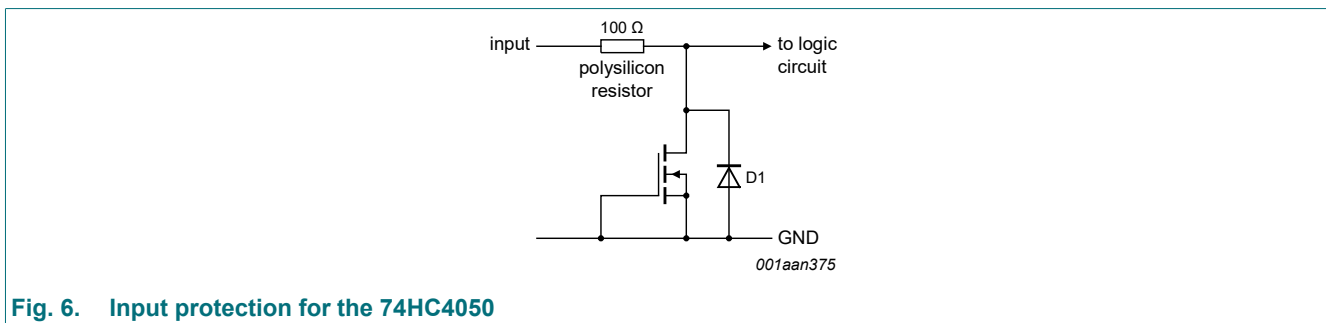 100 Ω
input
polysilicon
resistor
to logic
circuit
D1
GND
001aan375
Fig. 6. Input protection for the 74HC4050